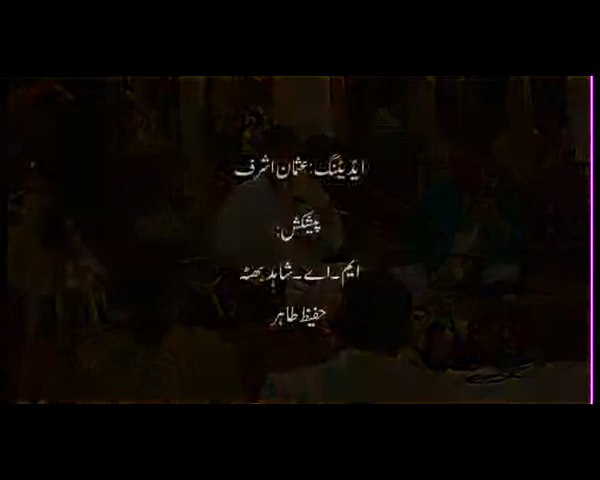 ایڈیٹنگ: عثمان اشرف
پیشکش:
ایم۔اے۔شاہد بھٹہ
حفیظ طاہر